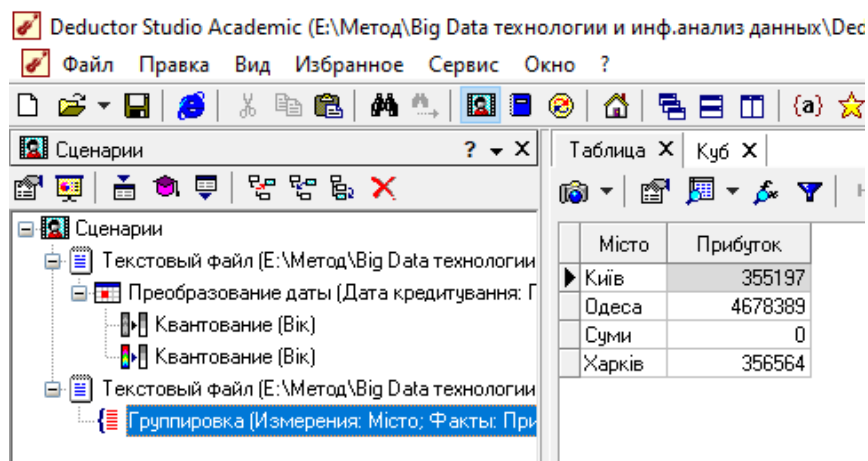 Deductor Studio Academic (E:\Метод\Big Data технологии и инф.анализ данных\Ded
Файл Правка Вид Избранное Сервис Окно ?
{a}
Сценарии ? X
Таблица X Куб X
Сценарии
Текстовый файл (E:\Метод\Big Data технологии
Преобразование даты (Дата кредитування: Г
Квантование (Вік)
Квантование (Вік)
Текстовый файл (E:\Метод\Big Data технологии
Группировка (Измерения: Місто; Факты: При
Місто Прибуток
Київ 355197
Одеса 4678389
Суми 0
Харків 356564